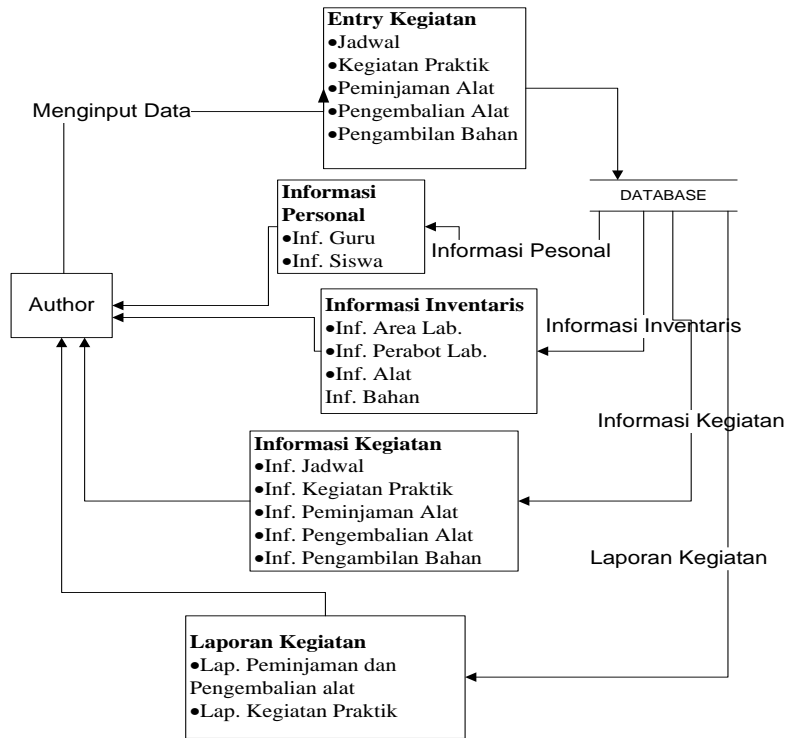 Entry Kegiatan
•Jadwal
•Kegiatan Praktik
•Peminjaman Alat
•Pengembalian Alat
•Pengambilan Bahan
Menginput Data
DATABASE
Informasi
Personal
•Inf. Guru
•Inf. Siswa
Informasi Pesonal
Author
Informasi Inventaris
•Inf. Area Lab.
•Inf. Perabot Lab.
•Inf. Alat
Inf. Bahan
Informasi Inventaris
Informasi Kegiatan
Informasi Kegiatan
•Inf. Jadwal
•Inf. Kegiatan Praktik
•Inf. Peminjaman Alat
•Inf. Pengembalian Alat
•Inf. Pengambilan Bahan
Laporan Kegiatan
Laporan Kegiatan
•Lap. Peminjaman dan
Pengembalian alat
•Lap. Kegiatan Praktik